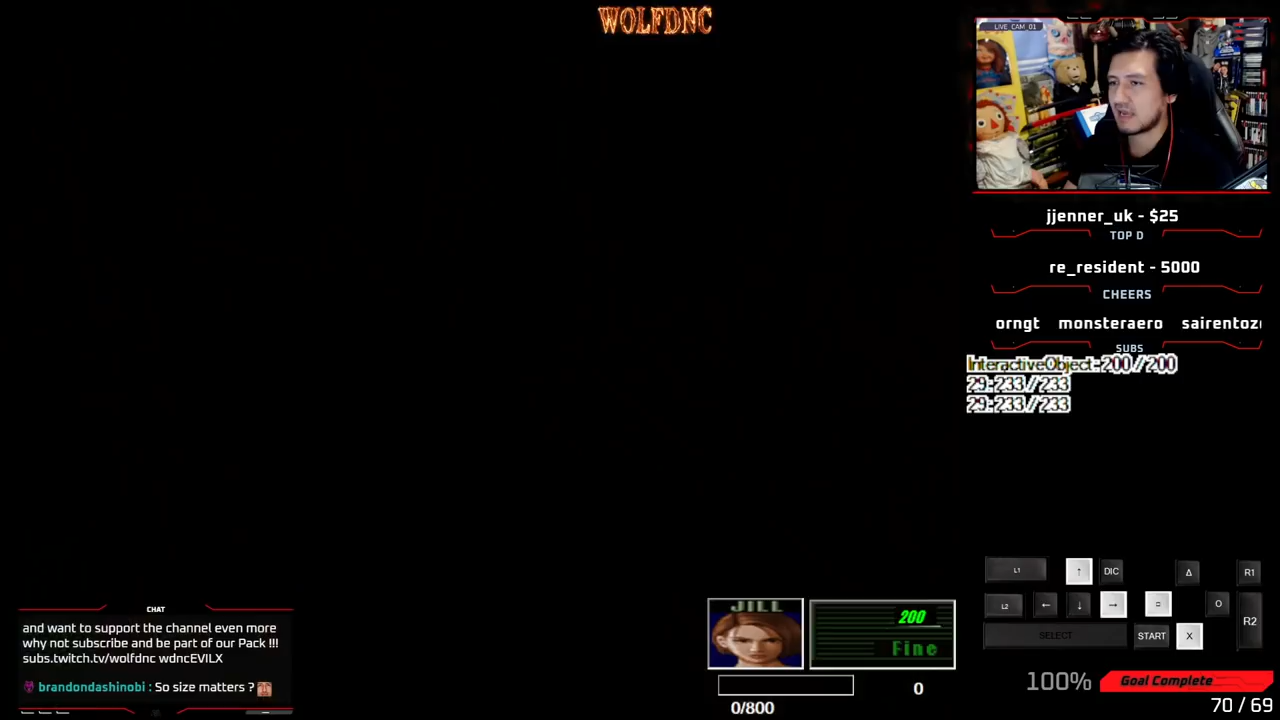 WOLFDNC
LIVE CAM_01
jjenner_uk - $25
TOP D
re_resident - 5000
CHEERS
orngt monsteraero sairentoz
SUBS
InteractiveObject:200//200
29:233//233
29:233//233
L1 ↑ DIC Δ R1
L2 ← ↓ → □ O R2
SELECT START X
JILL
200
Fine
0/800
0
100% Goal Complete
70 / 69
CHAT
and want to support the channel even more
why not subscribe and be part of our Pack !!!
subs.twitch.tv/wolfdnc wdncEVILX
brandondashinobi : So size matters ?